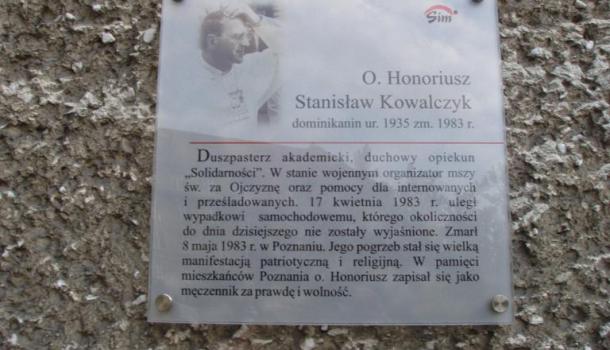 Sim
O. Honoriusz
Stanisław Kowalczyk
dominikanin ur. 1935 zm. 1983 r.
Duszpasterz akademicki, duchowy opiekun
„Solidarności”. W stanie wojennym organizator mszy
św. za Ojczyznę oraz pomocy dla internowanych
i prześladowanych. 17 kwietnia 1983 r. uległ
wypadkowi samochodowemu, którego okoliczności
do dnia dzisiejszego nie zostały wyjaśnione. Zmarł
8 maja 1983 r. w Poznaniu. Jego pogrzeb stał się wielką
manifestacją patriotyczną i religijną. W pamięci
mieszkańców Poznania o. Honoriusz zapisał się jako
męczennik za prawdę i wolność.